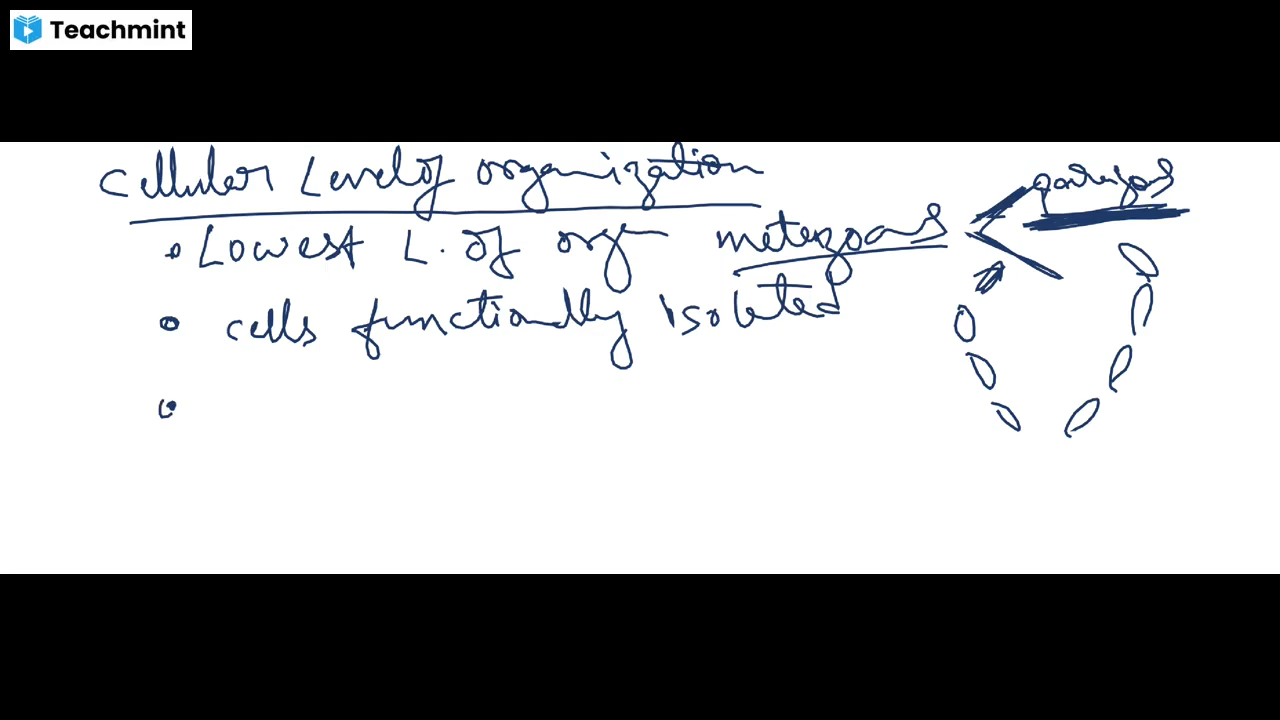 Teachmint
Cellular Level of organization
• Lowest L. of orgn metazoans
• cells functionally isolated
•